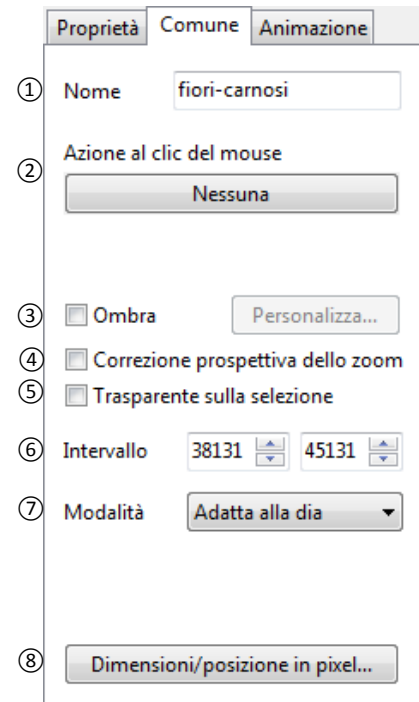 Proprietà Comune Animazione
① Nome fiori-carnosi
Azione al clic del mouse
②
Nessuna
③ Ombra Personalizza...
④ Correzione prospettiva dello zoom
⑤ Trasparente sulla selezione
⑥ Intervallo 38131 45131
⑦ Modalità Adatta alla dia
⑧ Dimensioni/posizione in pixel...